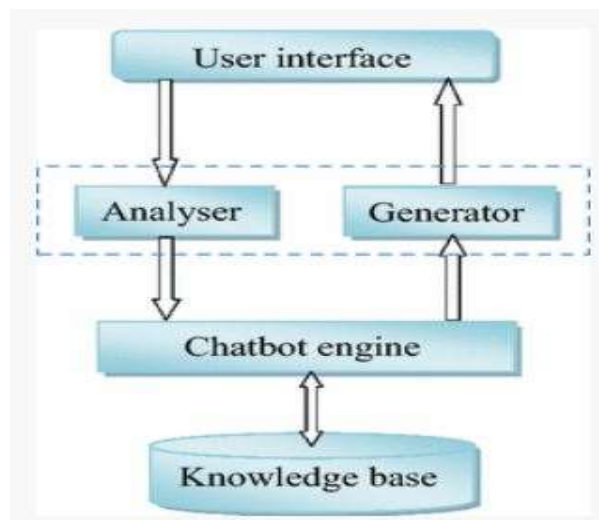 User interface
Analyser
Generator
Chatbot engine
Knowledge base